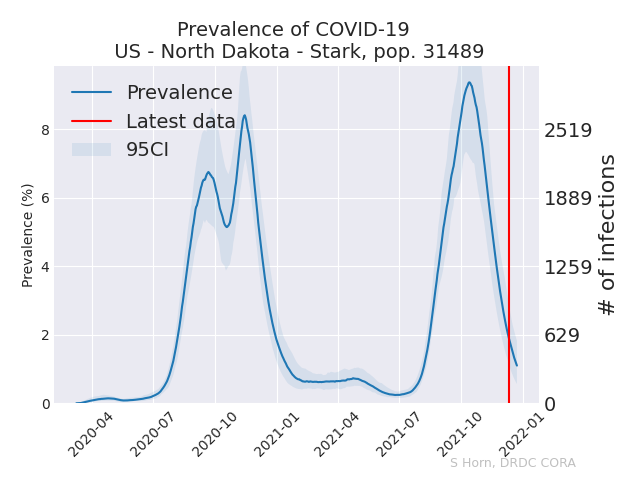 Prevalence of COVID-19
US - North Dakota - Stark, pop. 31489
Prevalence
Latest data
95CI
Prevalence (%)
8
6
4
2
0
# of infections
2519
1889
1259
629
0
2020-04
2020-07
2020-10
2021-01
2021-04
2021-07
2021-10
2022-01
S Horn, DRDC CORA